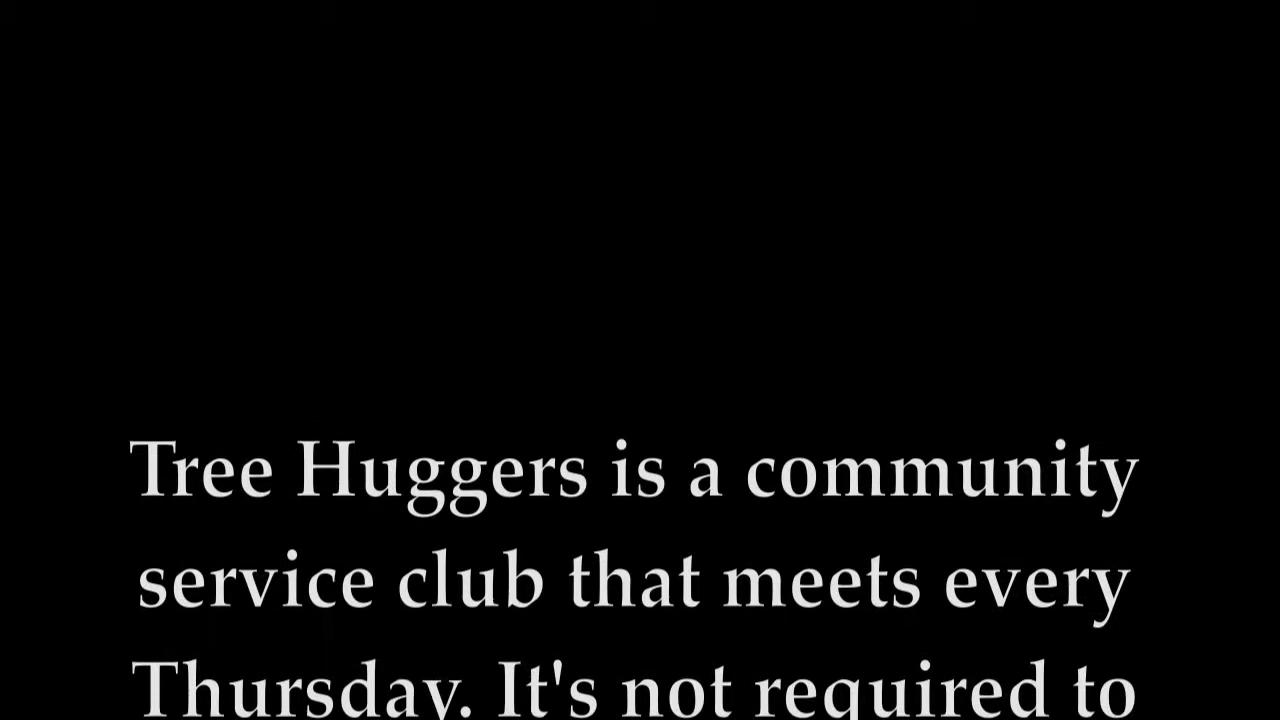 Tree Huggers is a community
service club that meets every
Thursday. It's not required to